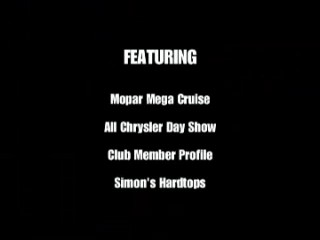 FEATURING
Mopar Mega Cruise
All Chrysler Day Show
Club Member Profile
Simon's Hardtops